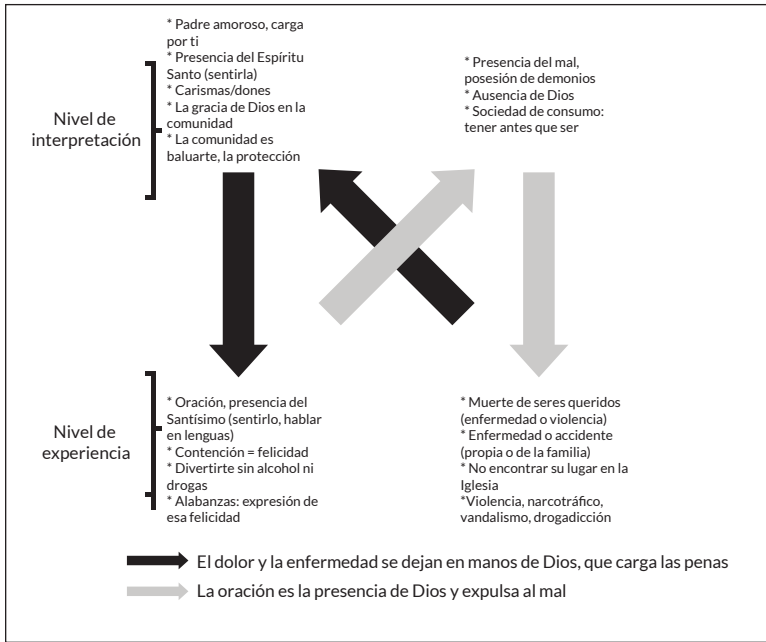 * Padre amoroso, carga
por ti
* Presencia del Espíritu
Santo (sentirla)
* Carismas/dones
* La gracia de Dios en la
comunidad
* La comunidad es
baluarte, la protección
* Presencia del mal,
posesión de demonios
* Ausencia de Dios
* Sociedad de consumo:
tener antes que ser
Nivel de
interpretación
* Oración, presencia del
Santísimo (sentirlo, hablar
en lenguas)
* Contención = felicidad
* Divertirte sin alcohol ni
drogas
* Alabanzas: expresión de
esa felicidad
* Muerte de seres queridos
(enfermedad o violencia)
* Enfermedad o accidente
(propia o de la familia)
* No encontrar su lugar en la
Iglesia
*Violencia, narcotráfico,
vandalismo, drogadicción
Nivel de
experiencia
El dolor y la enfermedad se dejan en manos de Dios, que carga las penas
La oración es la presencia de Dios y expulsa al mal